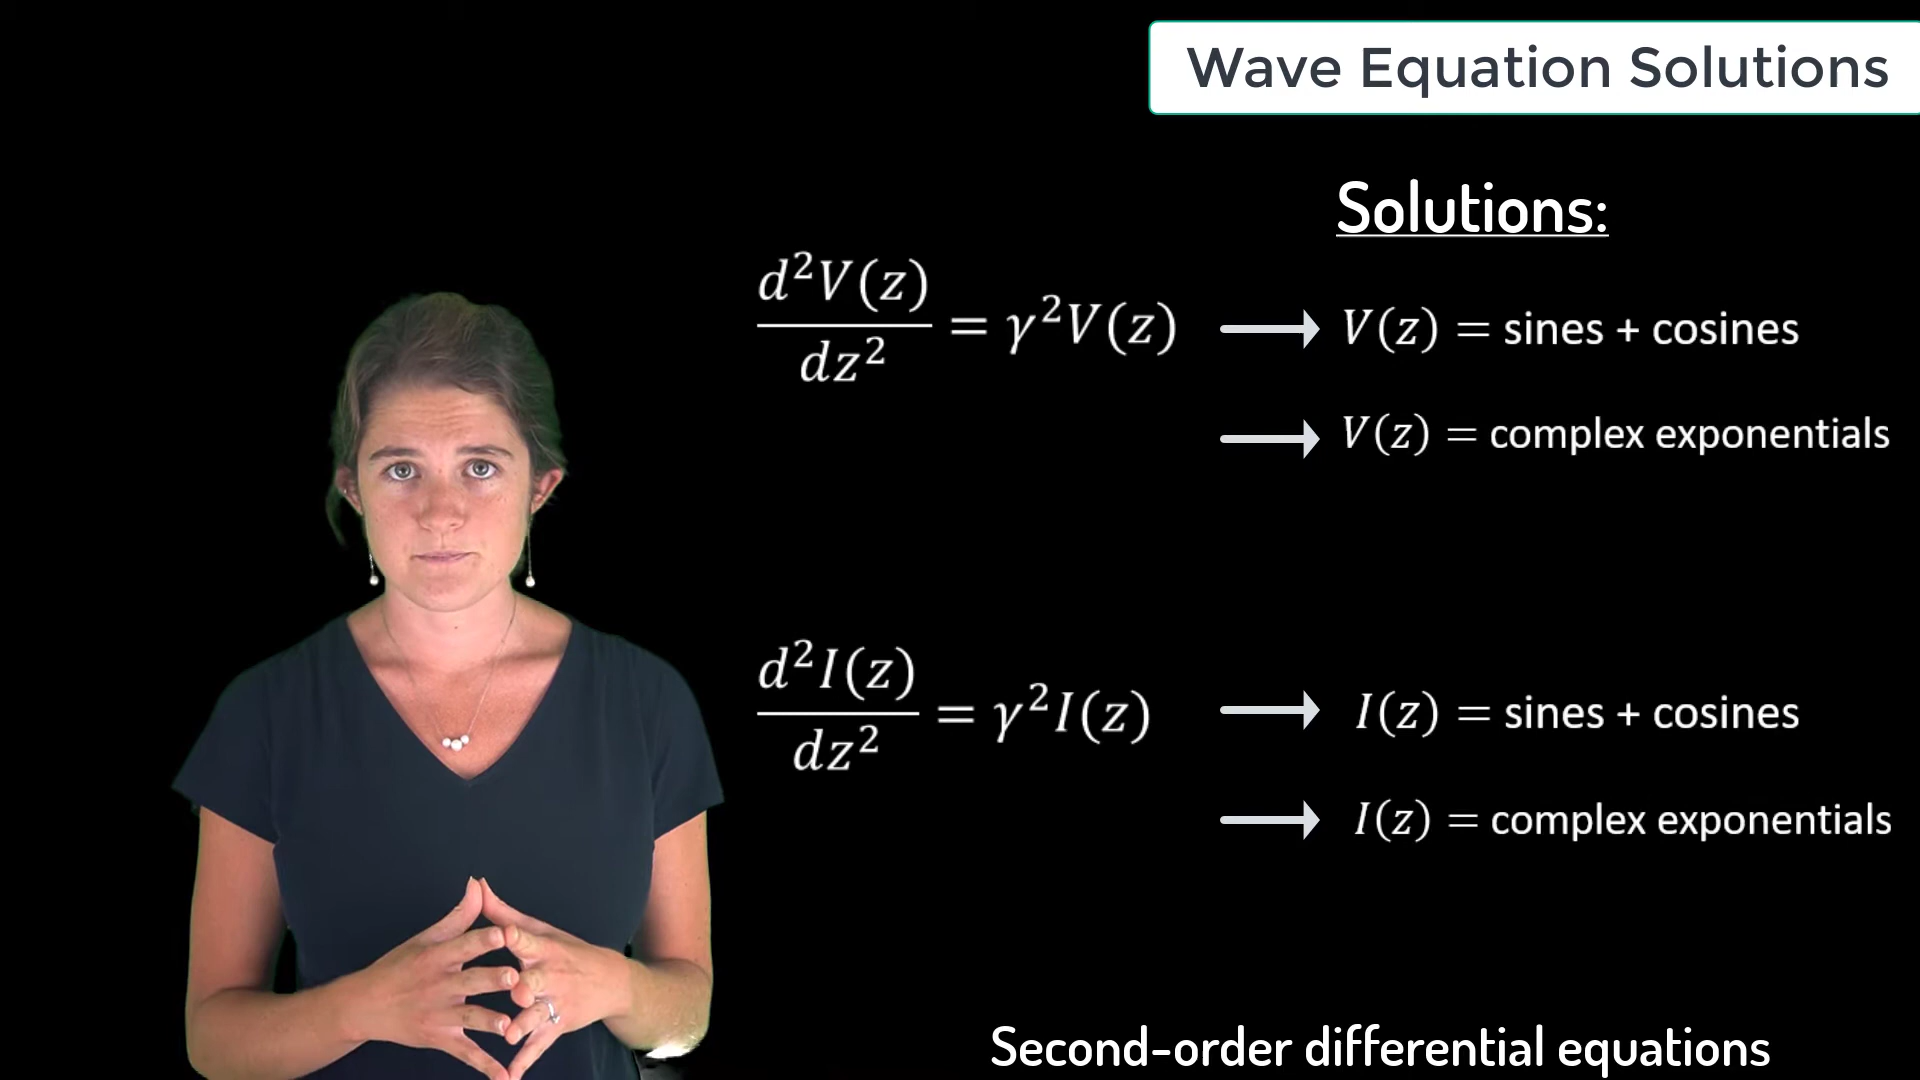 Wave Equation Solutions
Solutions:
d²V(z)/dz² = γ²V(z) → V(z) = sines + cosines
→ V(z) = complex exponentials
d²I(z)/dz² = γ²I(z) → I(z) = sines + cosines
→ I(z) = complex exponentials
Second-order differential equations